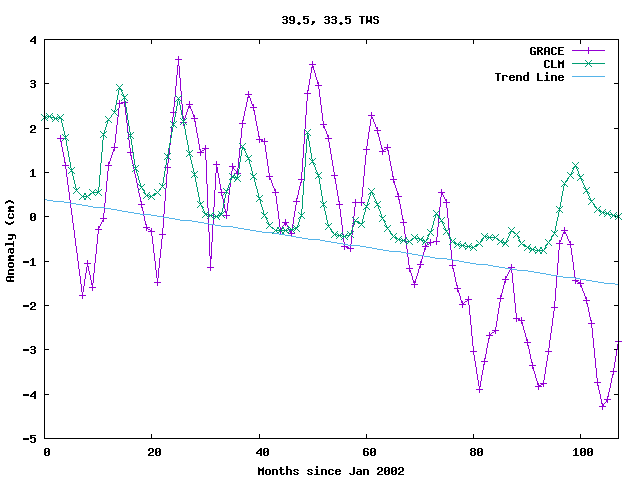 39.5, 33.5 TWS
GRACE
CLM
Trend Line
4
3
2
1
0
-1
-2
-3
-4
-5
Anomaly (cm)
0 20 40 60 80 100
Months since Jan 2002